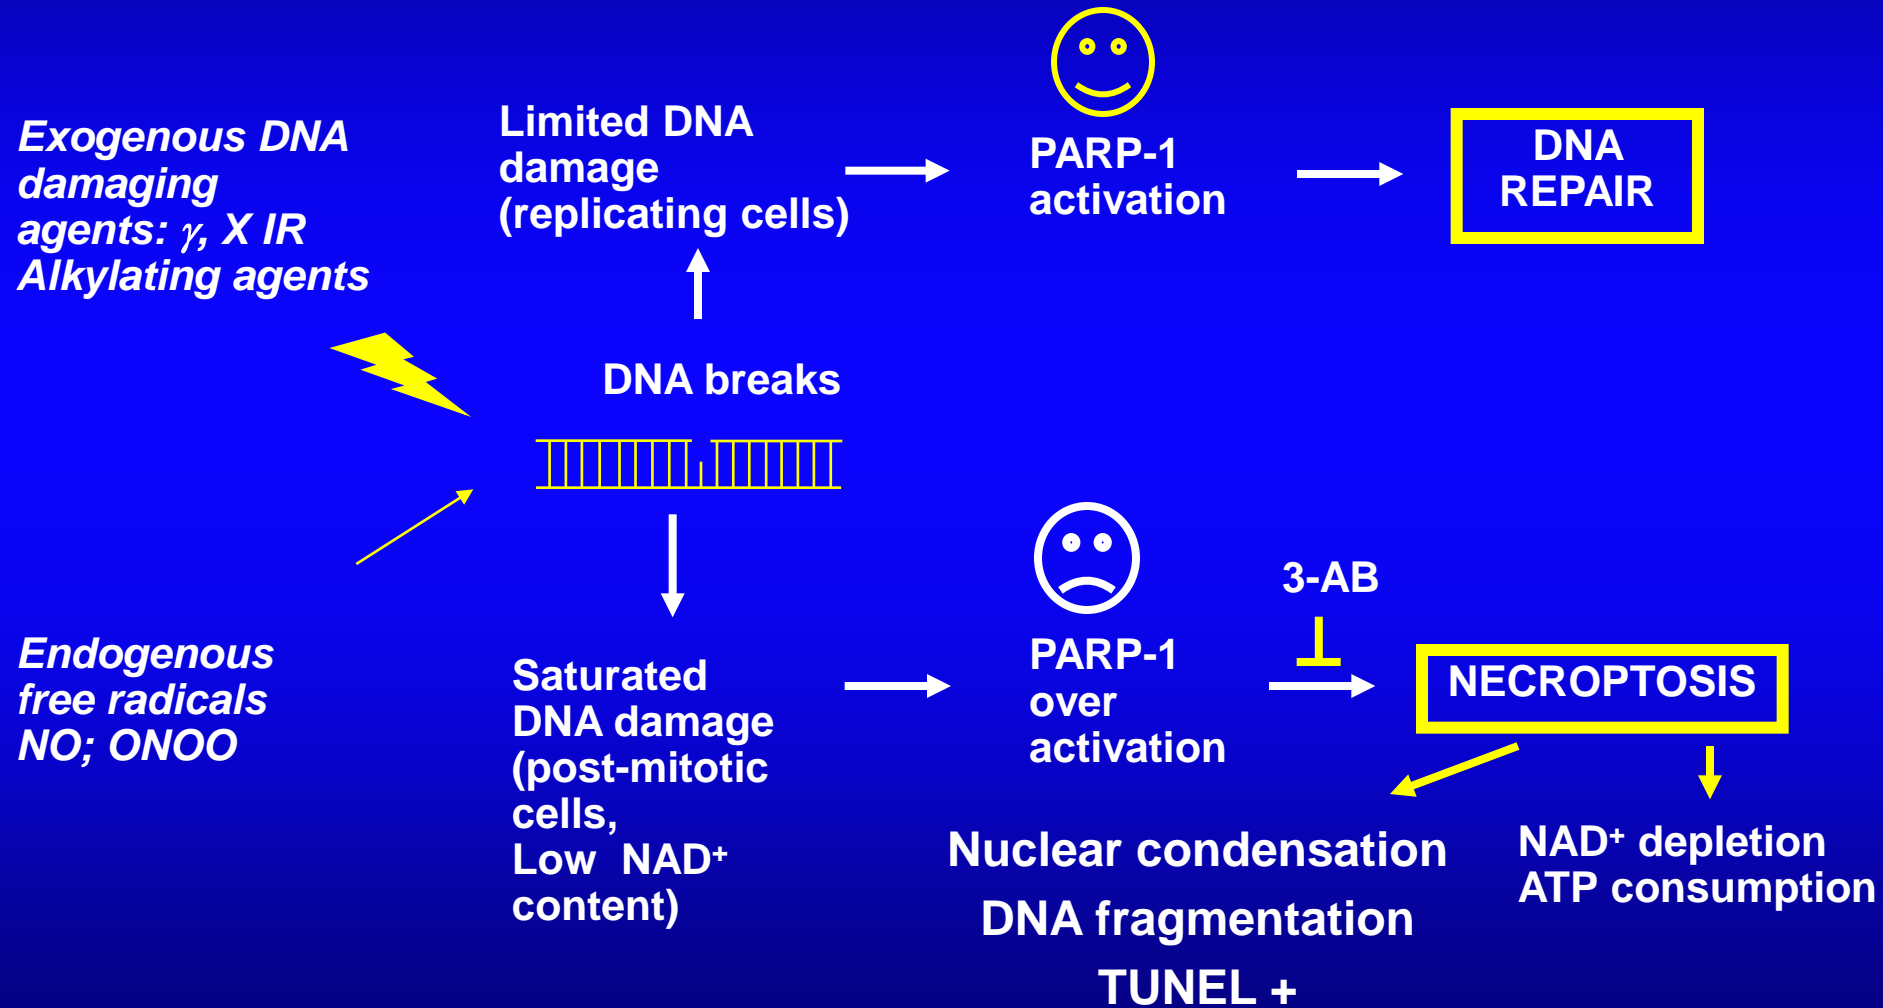 Exogenous DNA
damaging
agents: γ, X IR
Alkylating agents
Limited DNA
damage
(replicating cells)
PARP-1
activation
DNA
REPAIR
DNA breaks
Endogenous
free radicals
NO; ONOO
Saturated
DNA damage
(post-mitotic
cells,
Low NAD⁺
content)
PARP-1
over
activation
3-AB
NECROPTOSIS
Nuclear condensation
DNA fragmentation
TUNEL +
NAD⁺ depletion
ATP consumption